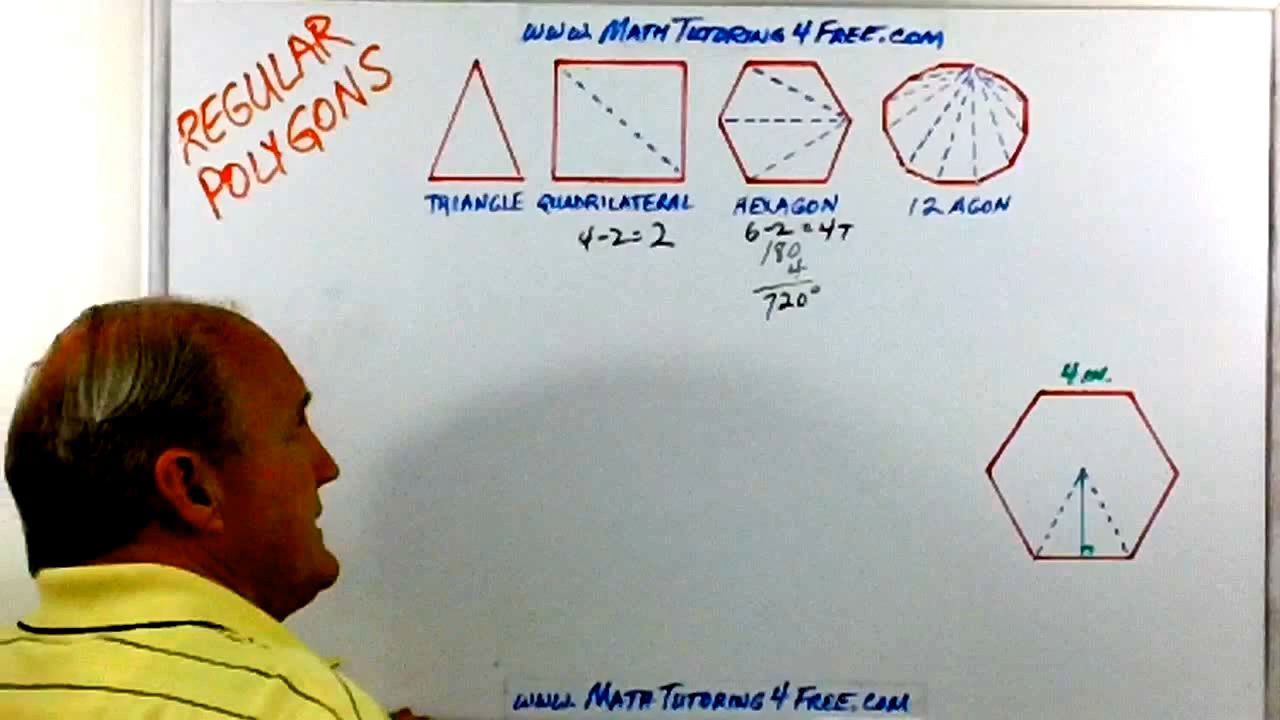 www.MathTutoring4Free.com
REGULAR
POLYGONS
TRIANGLE
QUADRILATERAL
HEXAGON
12 AGON
4-2=2
6-2=4T
180
4
720°
4 in.
www.MathTutoring4Free.com